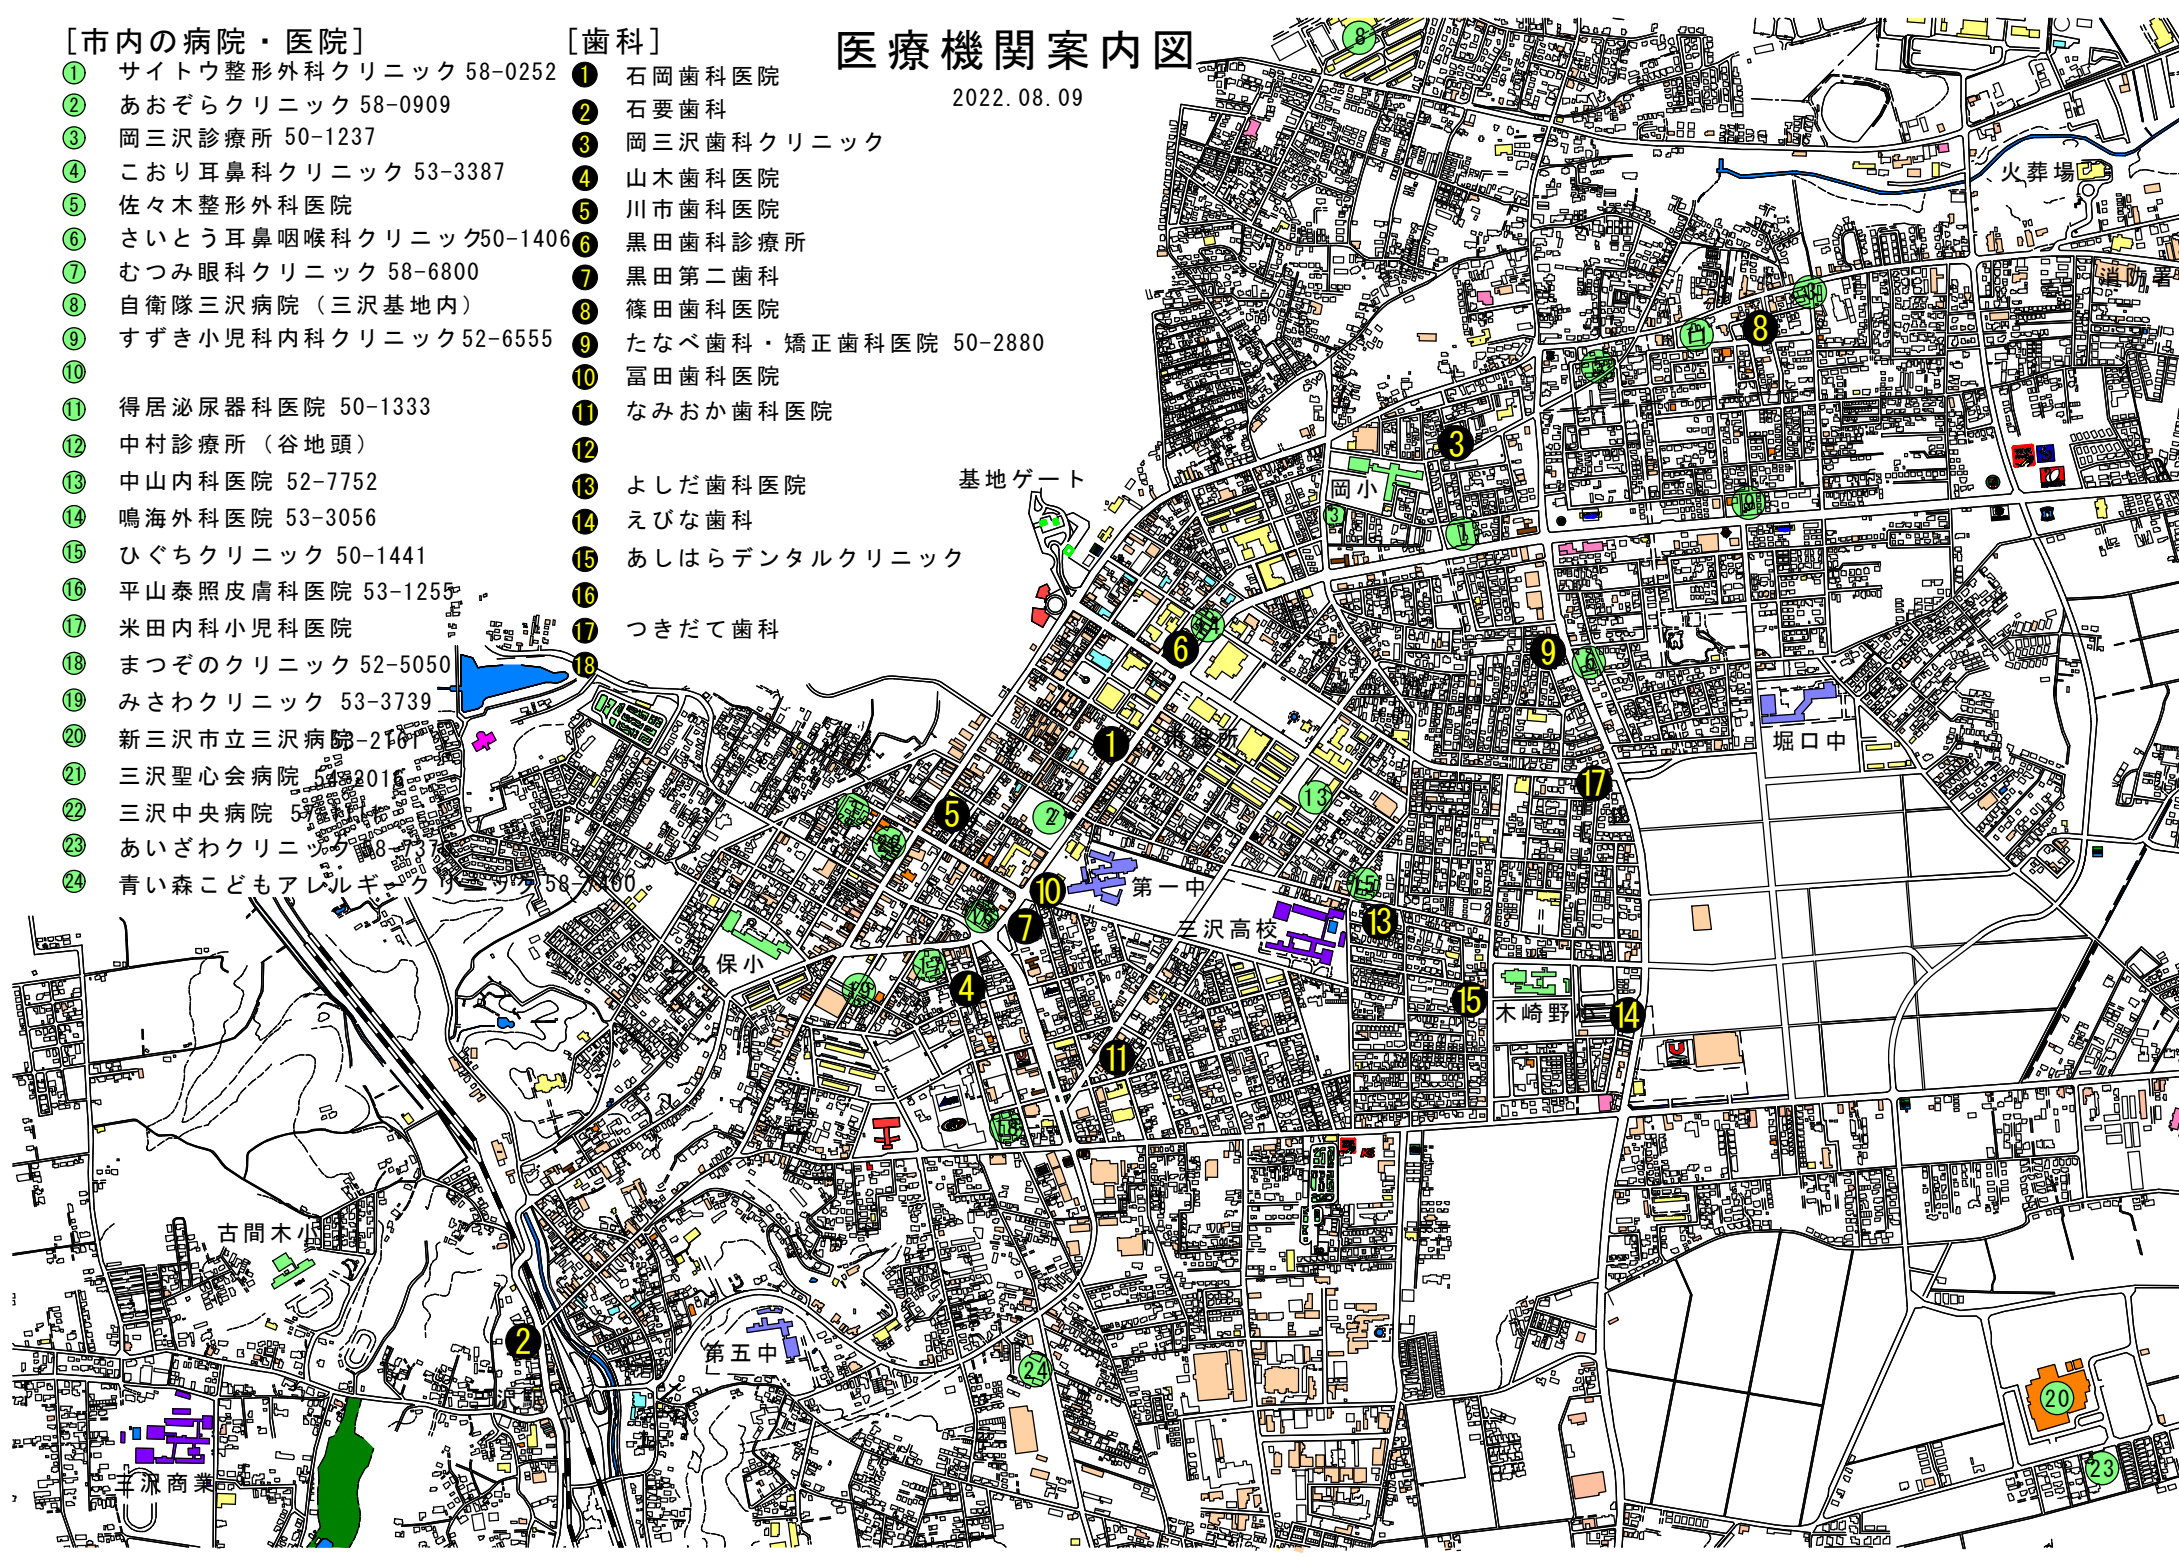 医療機関案内図
2022.08.09
[市内の病院・医院]
1 サイトウ整形外科クリニック 58-0252
2 あおぞらクリニック 58-0909
3 岡三沢診療所 50-1237
4 こおり耳鼻科クリニック 53-3387
5 佐々木整形外科医院
6 さいとう耳鼻咽喉科クリニック50-1406
7 むつみ眼科クリニック 58-6800
8 自衛隊三沢病院（三沢基地内）
9 すずき小児科内科クリニック 52-6555
10
11 得居泌尿器科医院 50-1333
12 中村診療所（谷地頭）
13 中山内科医院 52-7752
14 鳴海外科医院 53-3056
15 ひぐちクリニック 50-1441
16 平山泰照皮膚科医院 53-1255
17 米田内科小児科医院
18 まつぞのクリニック 52-5050
19 みさわクリニック 53-3739
20 新三沢市立三沢病院
21 三沢聖心会病院
22 三沢中央病院
23 あいざわクリニック
24 青い森こどもアレルギークリニック
[歯科]
1 石岡歯科医院
2 石要歯科
3 岡三沢歯科クリニック
4 山木歯科医院
5 川市歯科医院
6 黒田歯科診療所
7 黒田第二歯科
8 篠田歯科医院
9 たなべ歯科・矯正歯科医院 50-2880
10 冨田歯科医院
11 なみおか歯科医院
12
13 よしだ歯科医院
14 えびな歯科
15 あしはらデンタルクリニック
16
17 つきだて歯科
18
8
火葬場
消防署
8
3
岡小
3
基地ゲート
6
9
堀口中
1
17
13
5
2
10
第一中
15
7
三沢高校
13
保小
4
15
木崎野
14
11
18
古間木小
2
第五中
24
20
23
三沢商業